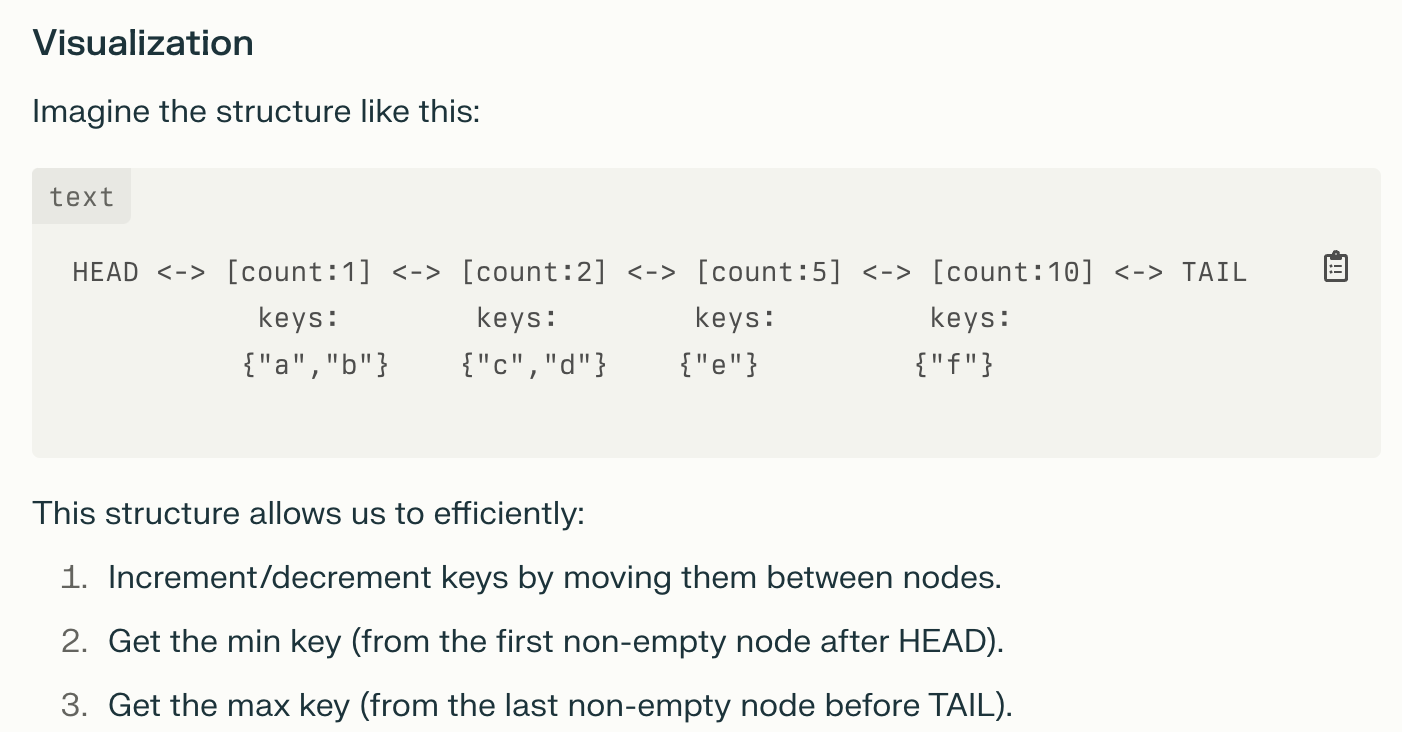 Visualization
Imagine the structure like this:
text
HEAD <-> [count:1] <-> [count:2] <-> [count:5] <-> [count:10] <-> TAIL
keys: keys: keys: keys:
{"a","b"} {"c","d"} {"e"} {"f"}
This structure allows us to efficiently:
1. Increment/decrement keys by moving them between nodes.
2. Get the min key (from the first non-empty node after HEAD).
3. Get the max key (from the last non-empty node before TAIL).